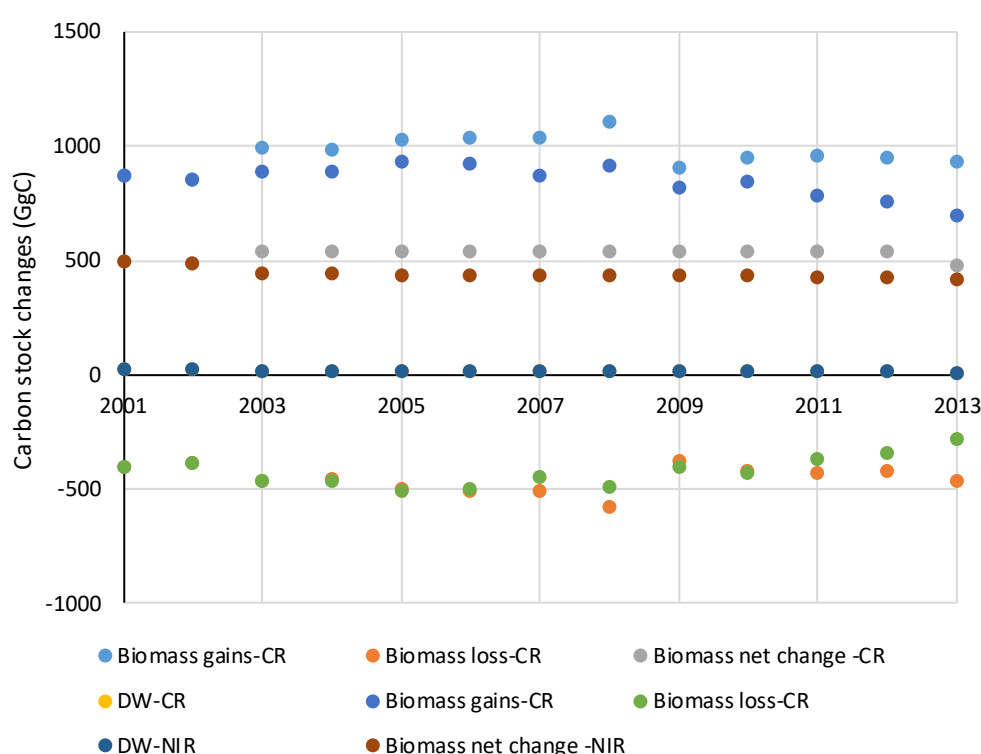 1500
1000
500
0
-500
-1000
Carbon stock changes (GgC)
2001 2003 2005 2007 2009 2011 2013
Biomass gains-CR Biomass loss-CR Biomass net change -CR
DW-CR Biomass gains-CR Biomass loss-CR
DW-NIR Biomass net change -NIR